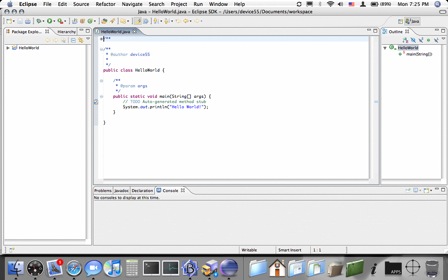 Eclipse File Edit Source Refactor Navigate Search Project Run Window Help
Mon 7:25 PM
HelloWorld.java - Eclipse SDK - /Users/device55/Documents/workspace
Package Explorer
Hierarchy
HelloWorld.java
Outline
HelloWorld
HelloWorld
main(String[])
/**
/**
* @author device55
*
*/
public class HelloWorld {
/**
* @param args
*/
public static void main(String[] args) {
// TODO Auto-generated method stub
System.out.println("Hello World!");
}
}
Problems Javadoc Declaration Console
No consoles to display at this time.
Writable Smart Insert 1 : 1